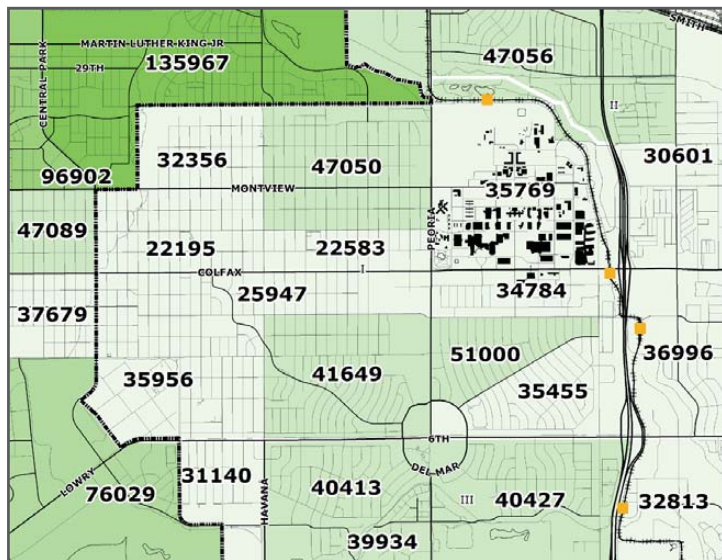 SMITH
MARTIN LUTHER KING JR
47056
29TH
135967
CENTRAL PARK
II
32356
47050
30601
96902
MONTVIEW
35769
47089
PEORIA
22195
22583
COLFAX
I
25947
34784
37679
51000
36996
35956
41649
35455
6TH
LOWRY
DEL MAR
76029
31140
HAVANA
40413
III
40427
32813
39934